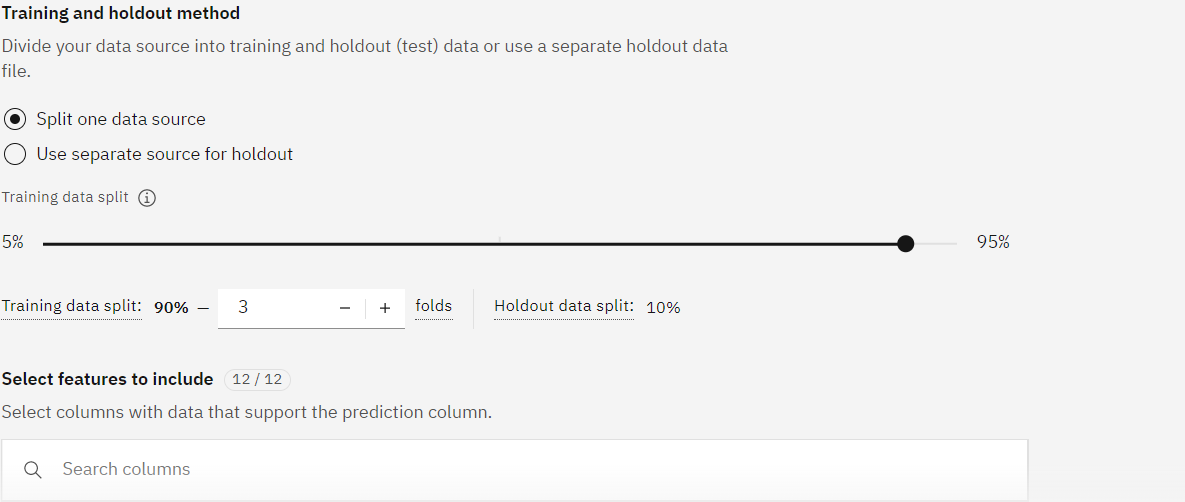 Training and holdout method
Divide your data source into training and holdout (test) data or use a separate holdout data
file.
Split one data source
Use separate source for holdout
Training data split
5% 95%
Training data split: 90% — 3 − + folds Holdout data split: 10%
Select features to include 12 / 12
Select columns with data that support the prediction column.
Search columns